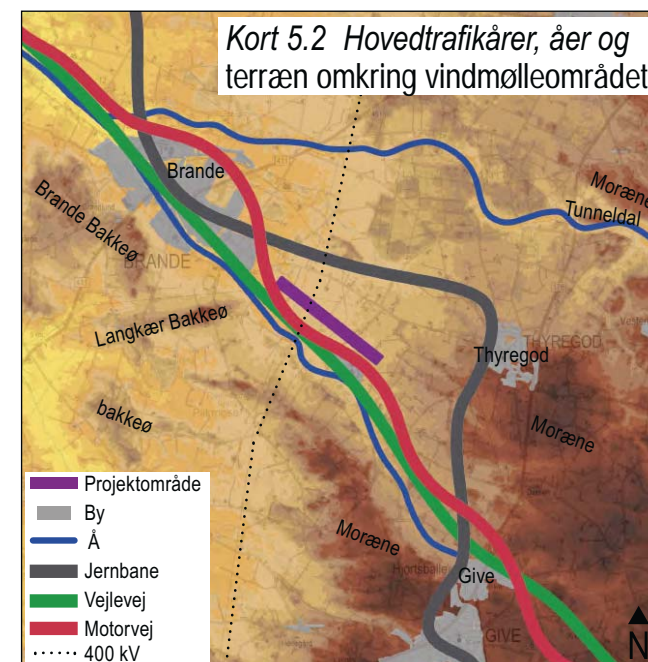 Kort 5.2 Hovedtrafikårer, åer og
terræn omkring vindmølleområdet
Brande
BRANDE
Brande Bakkeø
Langkær Bakkeø
bakkeø
Moræne
Tunneldal
Thyregod
THYREGOD
Moræne
Moræne
Hjortsballe
Give
GIVE
Projektområde
By
Å
Jernbane
Vejlevej
Motorvej
400 kV
N